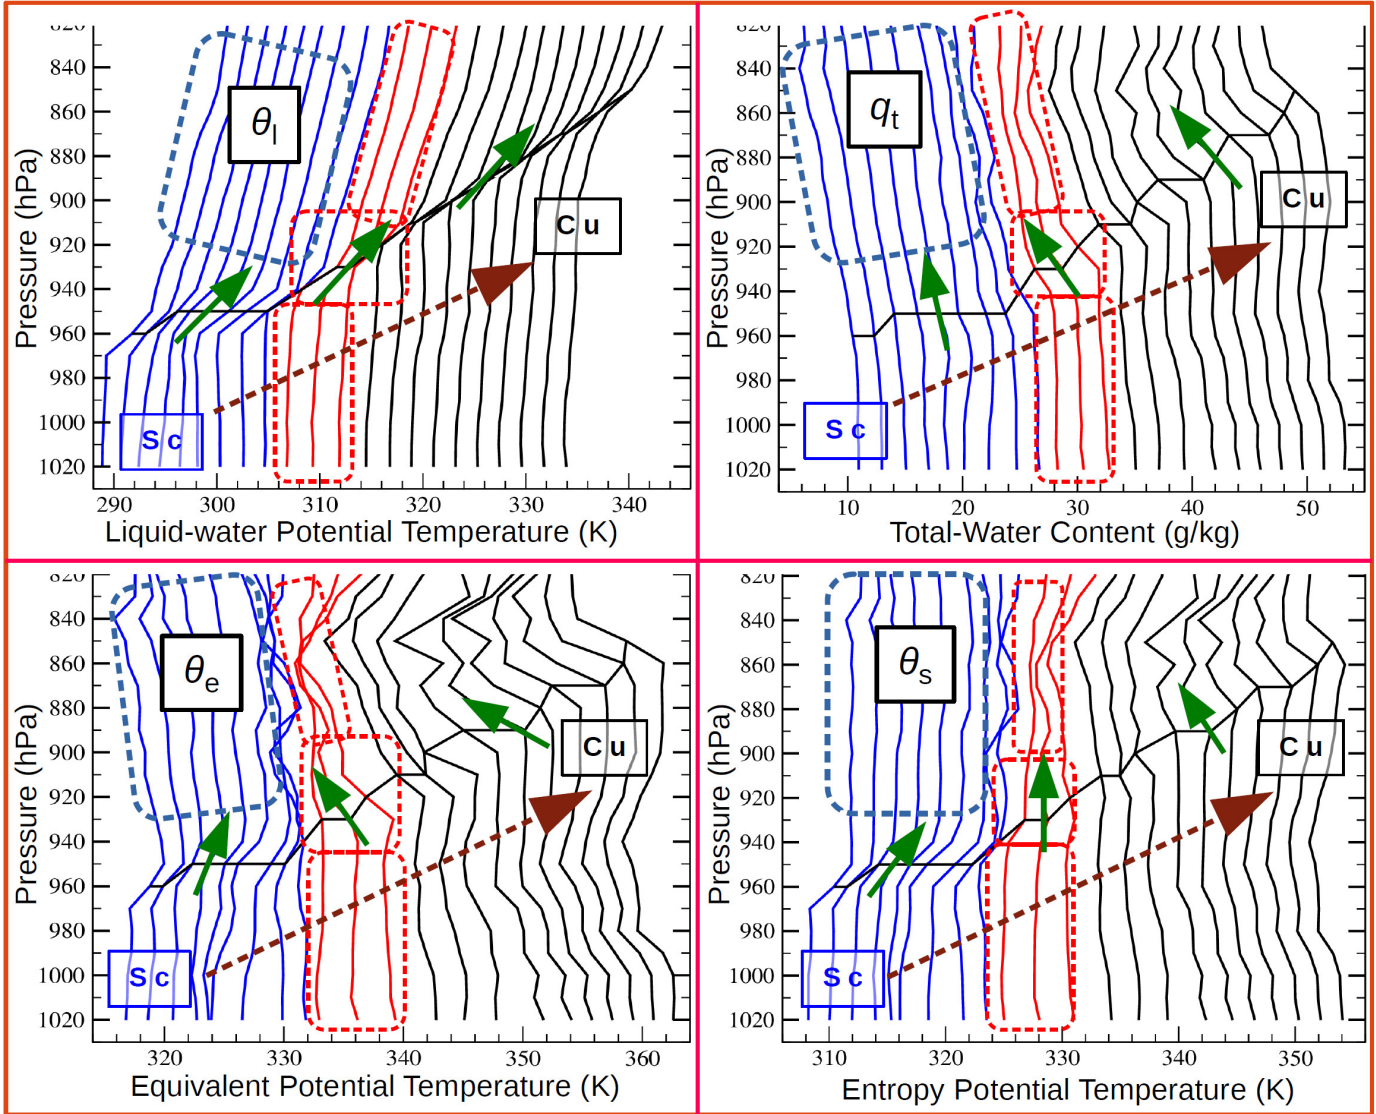 820
840
860
880
900
920
940
960
980
1000
1020
Pressure (hPa)
θl
Cu
Sc
290 300 310 320 330 340
Liquid-water Potential Temperature (K)
820
840
860
880
900
920
940
960
980
1000
1020
Pressure (hPa)
qt
Cu
Sc
10 20 30 40 50
Total-Water Content (g/kg)
820
840
860
880
900
920
940
960
980
1000
1020
Pressure (hPa)
θe
Cu
Sc
320 330 340 350 360
Equivalent Potential Temperature (K)
820
840
860
880
900
920
940
960
980
1000
1020
Pressure (hPa)
θs
Cu
Sc
310 320 330 340 350
Entropy Potential Temperature (K)